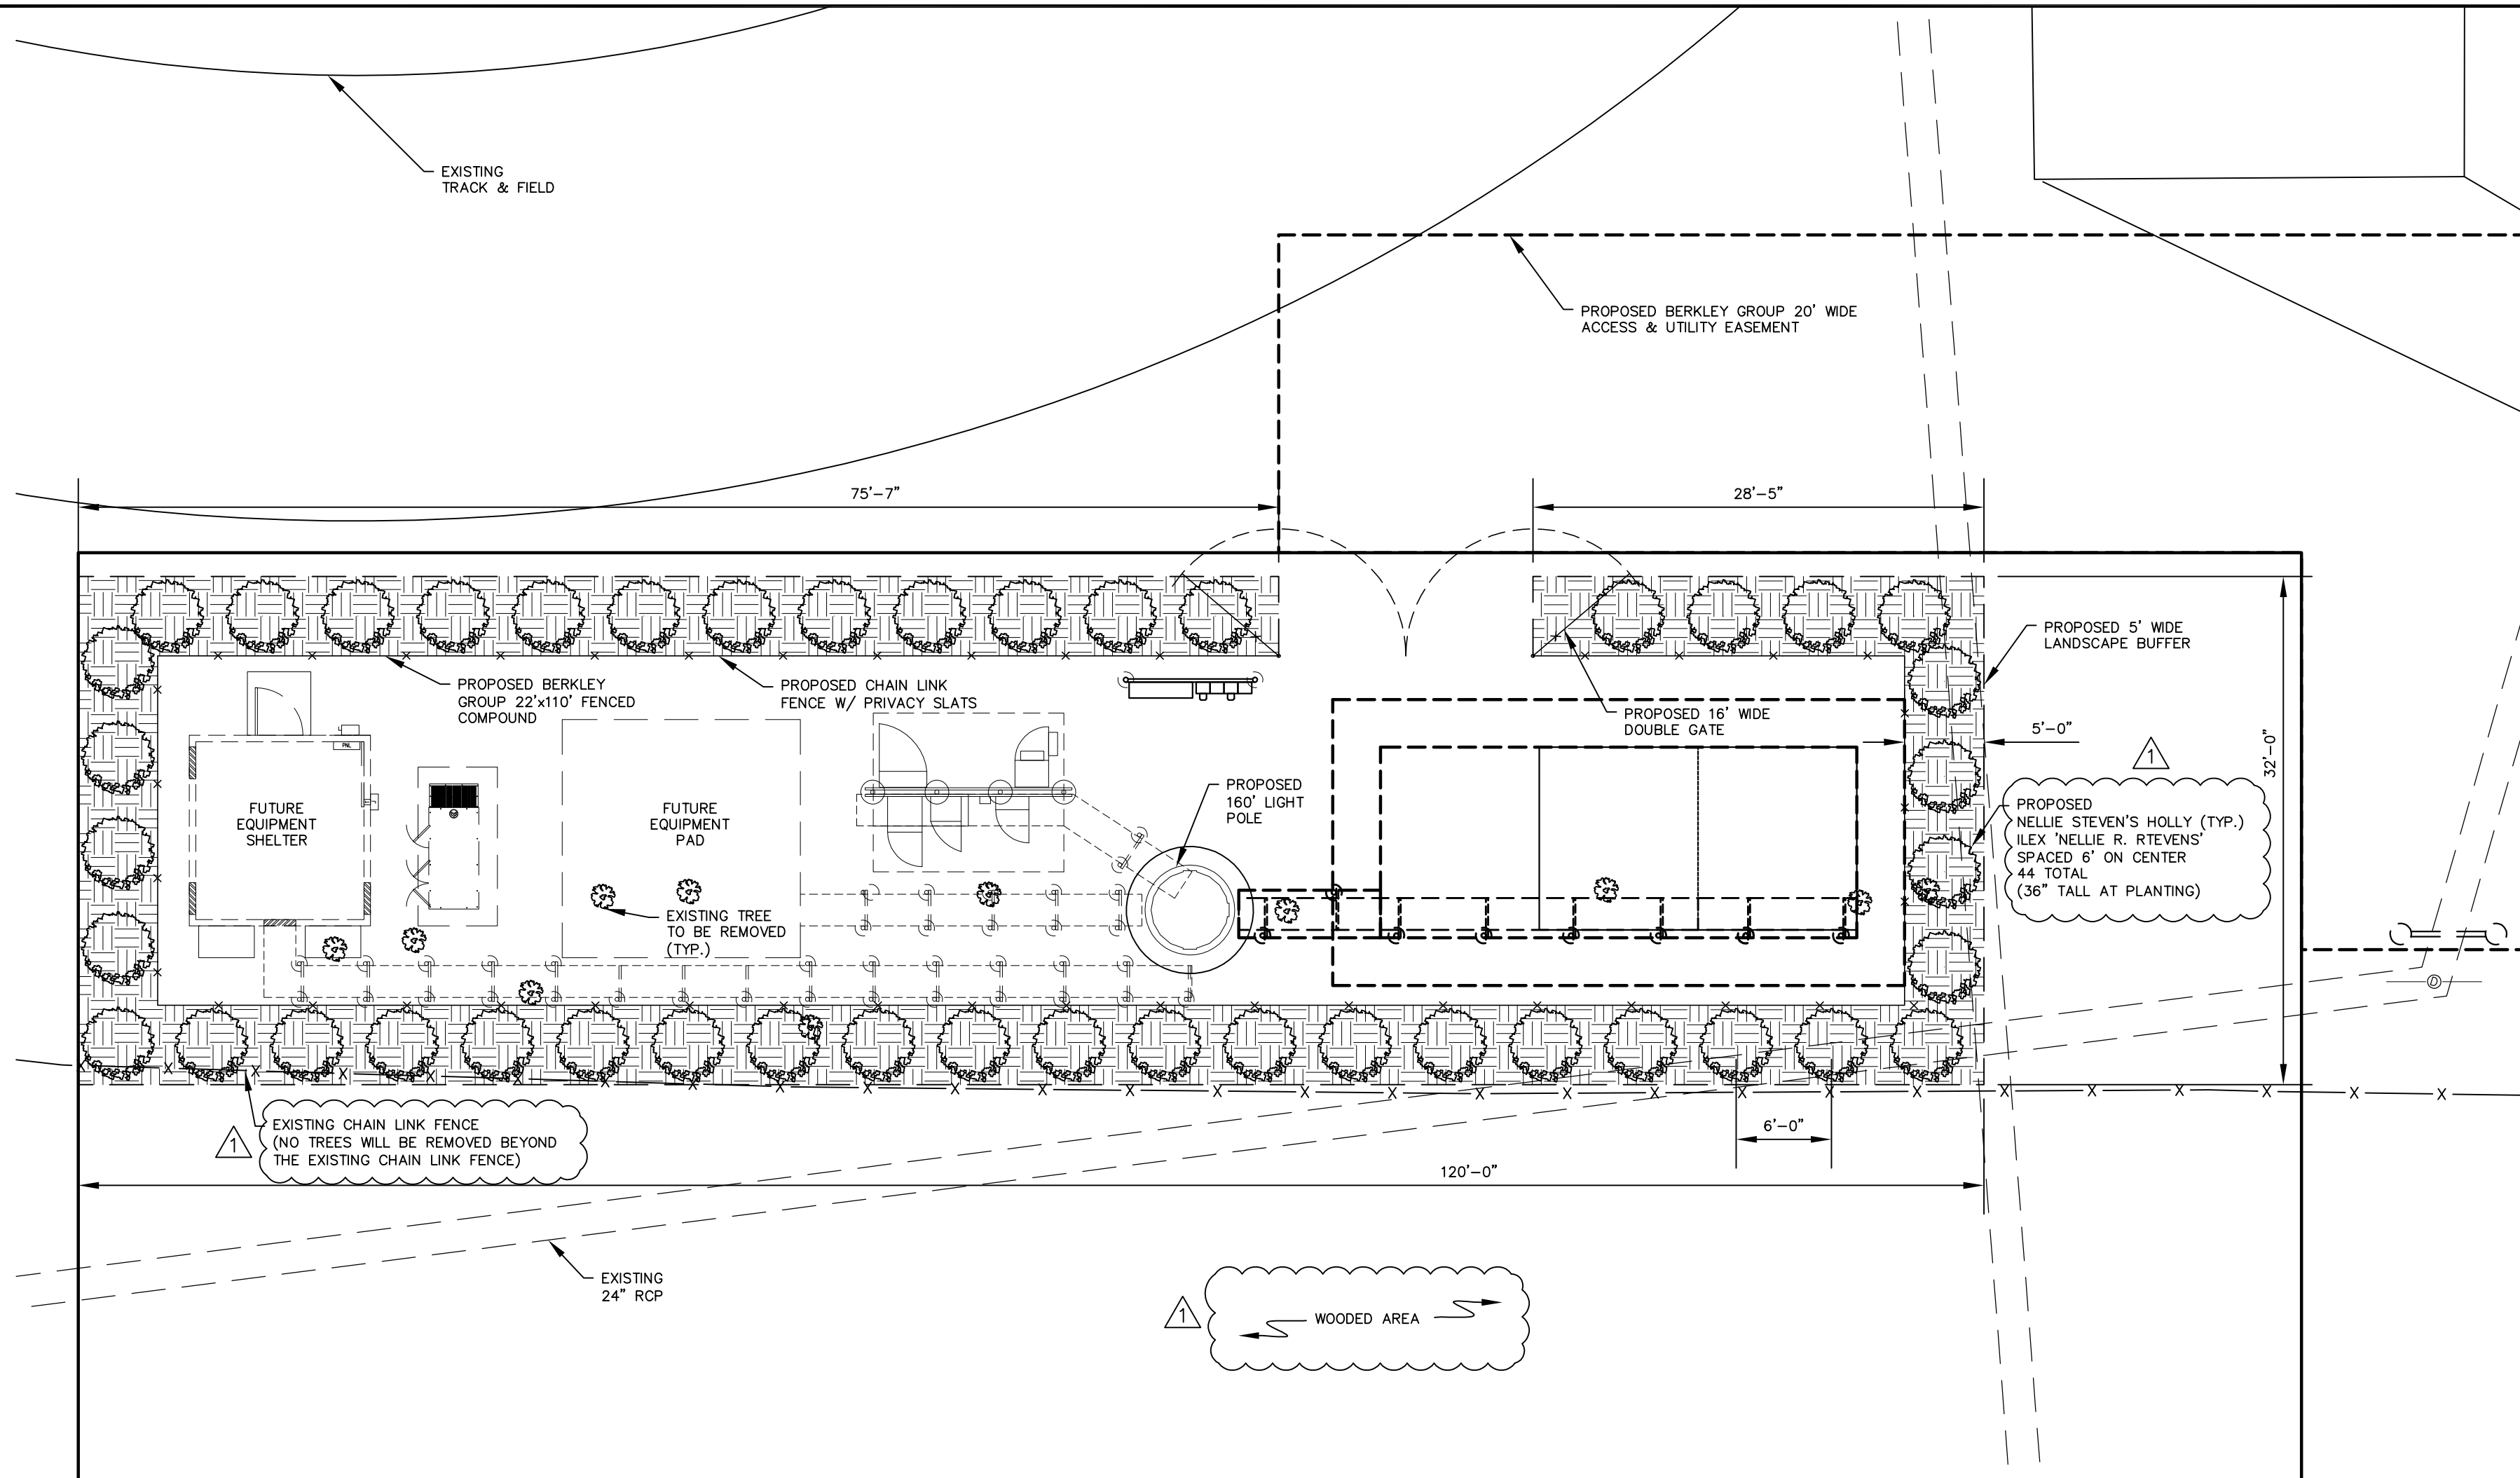 EXISTING
TRACK & FIELD
PROPOSED BERKLEY GROUP 20' WIDE
ACCESS & UTILITY EASEMENT
75'-7"
28'-5"
PROPOSED 5' WIDE
LANDSCAPE BUFFER
PROPOSED BERKLEY
GROUP 22'x110' FENCED
COMPOUND
PROPOSED CHAIN LINK
FENCE W/ PRIVACY SLATS
PROPOSED 16' WIDE
DOUBLE GATE
5'-0"
32'-0"
1
PNL
FUTURE
EQUIPMENT
SHELTER
FUTURE
EQUIPMENT
PAD
PROPOSED
160' LIGHT
POLE
PROPOSED
NELLIE STEVEN'S HOLLY (TYP.)
ILEX 'NELLIE R. RTEVENS'
SPACED 6' ON CENTER
44 TOTAL
(36" TALL AT PLANTING)
EXISTING TREE
TO BE REMOVED
(TYP.)
D
1
EXISTING CHAIN LINK FENCE
(NO TREES WILL BE REMOVED BEYOND
THE EXISTING CHAIN LINK FENCE)
6'-0"
120'-0"
EXISTING
24" RCP
1
WOODED AREA